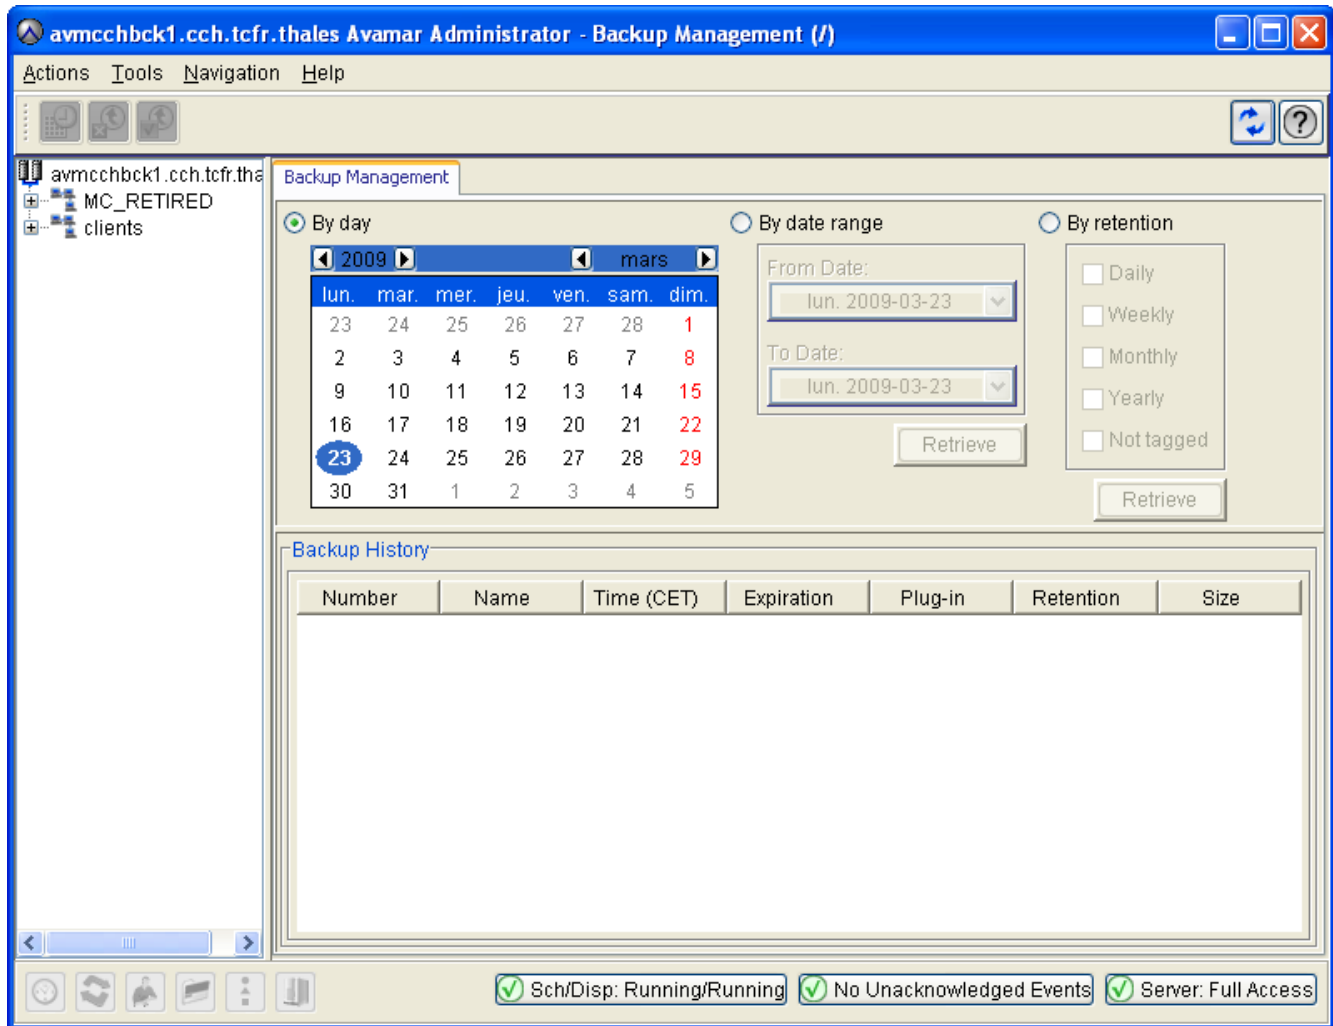 avmcchbck1.cch.tcfr.thales Avamar Administrator - Backup Management (/)
Actions Tools Navigation Help
avmcchbck1.cch.tcfr.tha
MC_RETIRED
clients
Backup Management
By day
2009 mars
lun. mar. mer. jeu. ven. sam. dim.
23 24 25 26 27 28 1
2 3 4 5 6 7 8
9 10 11 12 13 14 15
16 17 18 19 20 21 22
23 24 25 26 27 28 29
30 31 1 2 3 4 5
By date range
From Date:
lun. 2009-03-23
To Date:
lun. 2009-03-23
Retrieve
By retention
Daily
Weekly
Monthly
Yearly
Not tagged
Retrieve
Backup History
Number Name Time (CET) Expiration Plug-in Retention Size
Sch/Disp: Running/Running No Unacknowledged Events Server: Full Access